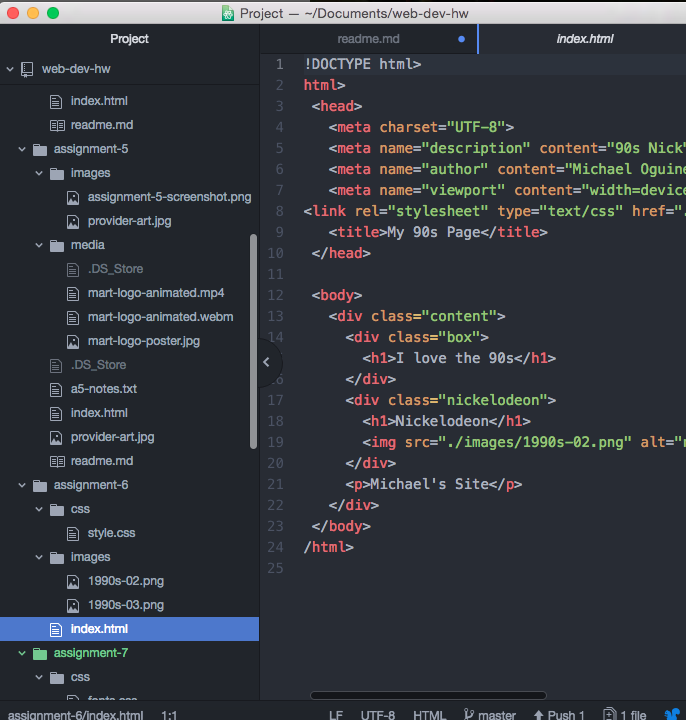 Project — ~/Documents/web-dev-hw
Project
web-dev-hw
index.html
readme.md
assignment-5
images
assignment-5-screenshot.png
provider-art.jpg
media
.DS_Store
mart-logo-animated.mp4
mart-logo-animated.webm
mart-logo-poster.jpg
.DS_Store
a5-notes.txt
index.html
provider-art.jpg
readme.md
assignment-6
css
style.css
images
1990s-02.png
1990s-03.png
index.html
assignment-7
css
readme.md
index.html
1 !DOCTYPE html>
2 html>
3 <head>
4 <meta charset="UTF-8">
5 <meta name="description" content="90s Nick"
6 <meta name="author" content="Michael Oguine
7 <meta name="viewport" content="width=device
8 <link rel="stylesheet" type="text/css" href=".
9 <title>My 90s Page</title>
10 </head>
11
12 <body>
13 <div class="content">
14 <div class="box">
<h1>I love the 90s</h1>
16 </div>
17 <div class="nickelodeon">
18 <h1>Nickelodeon</h1>
19 <img src="./images/1990s-02.png" alt="
20 </div>
21 <p>Michael's Site</p>
22 </div>
23 </body>
24 /html>
25
assignment-6/index.html 1:1
LF UTF-8 HTML master Push 1 1 file